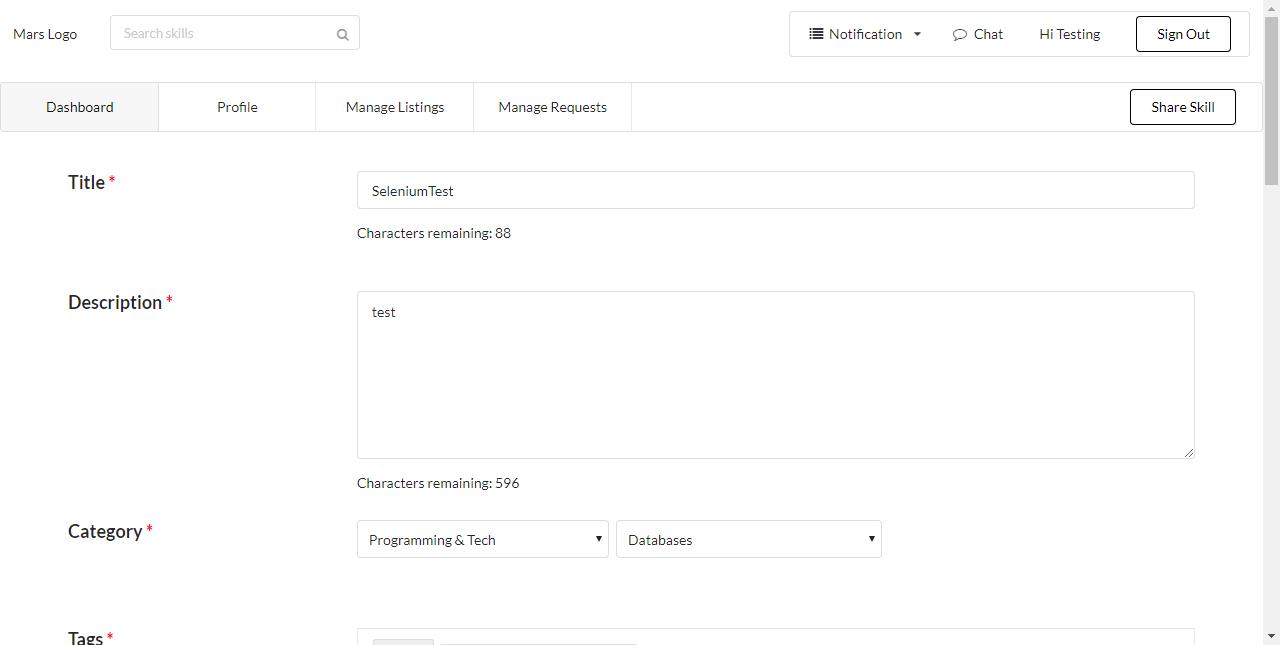 Mars Logo
Search skills
Notification
Chat
Hi Testing
Sign Out
Dashboard
Profile
Manage Listings
Manage Requests
Share Skill
Title *
SeleniumTest
Characters remaining: 88
Description *
test
Characters remaining: 596
Category *
Programming & Tech
Databases
Tags *